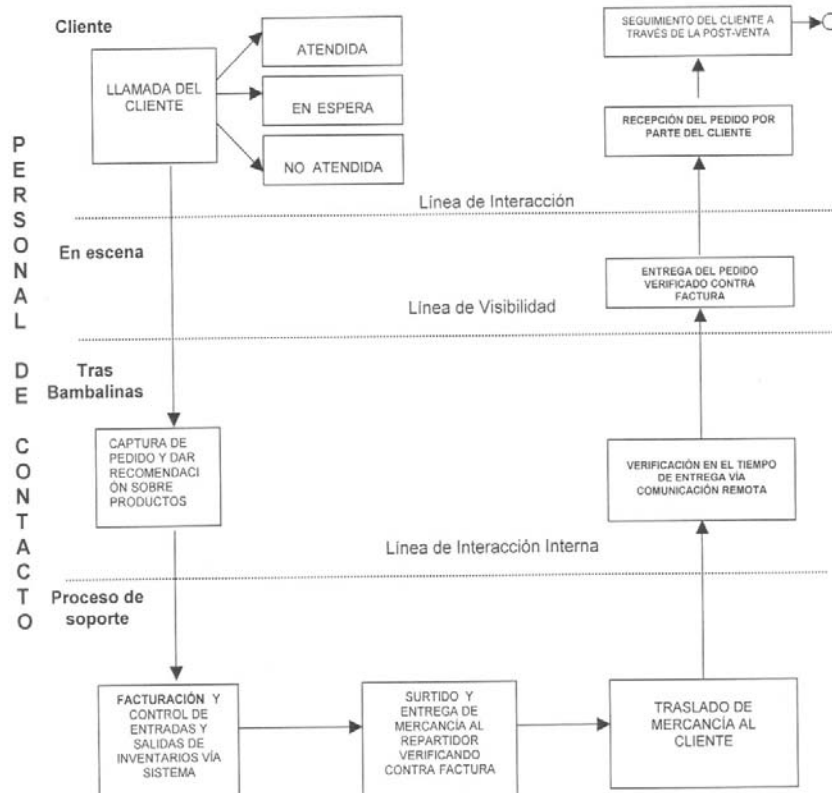 Cliente
LLAMADA DEL
CLIENTE
ATENDIDA
EN ESPERA
NO ATENDIDA
SEGUIMIENTO DEL CLIENTE A
TRAVÉS DE LA POST-VENTA
RECEPCIÓN DEL PEDIDO POR
PARTE DEL CLIENTE
Línea de Interacción
PERSONAL DE CONTACTO
En escena
ENTREGA DEL PEDIDO
VERIFICADO CONTRA
FACTURA
Línea de Visibilidad
Tras
Bambalinas
CAPTURA DE
PEDIDO Y DAR
RECOMENDACI
ÓN SOBRE
PRODUCTOS
VERIFICACIÓN EN EL TIEMPO
DE ENTREGA VÍA
COMUNICACIÓN REMOTA
Línea de Interacción Interna
Proceso de
soporte
FACTURACIÓN Y
CONTROL DE
ENTRADAS Y
SALIDAS DE
INVENTARIOS VÍA
SISTEMA
SURTIDO Y
ENTREGA DE
MERCANCÍA AL
REPARTIDOR
VERIFICANDO
CONTRA FACTURA
TRASLADO DE
MERCANCÍA AL
CLIENTE